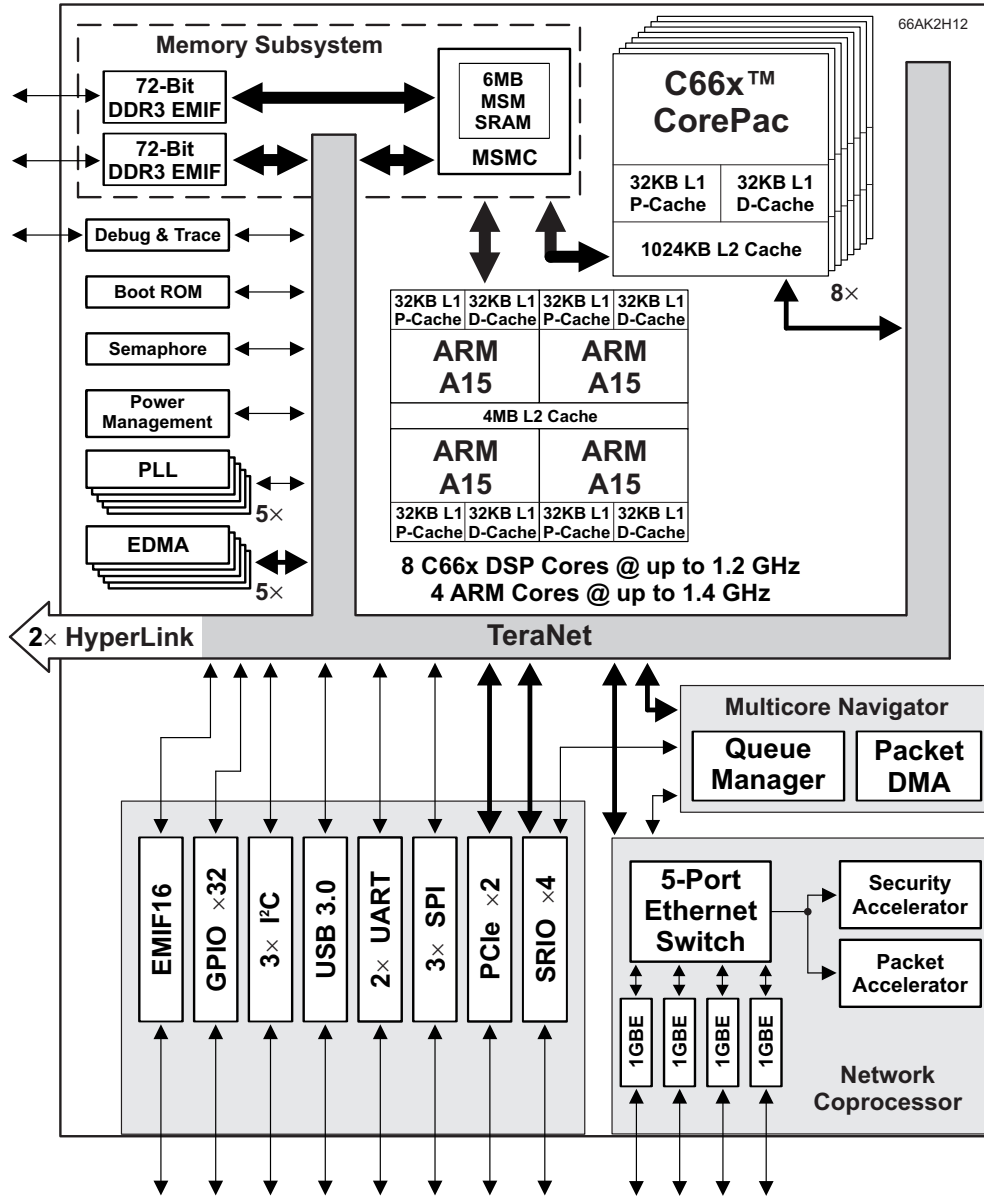 66AK2H12
Memory Subsystem
72-Bit
DDR3 EMIF
72-Bit
DDR3 EMIF
6MB
MSM
SRAM
MSMC
C66x™
CorePac
32KB L1
P-Cache
32KB L1
D-Cache
1024KB L2 Cache
8×
Debug & Trace
Boot ROM
Semaphore
Power
Management
PLL
5×
EDMA
5×
32KB L1
P-Cache
32KB L1
D-Cache
32KB L1
P-Cache
32KB L1
D-Cache
ARM
A15
ARM
A15
4MB L2 Cache
ARM
A15
ARM
A15
32KB L1
P-Cache
32KB L1
D-Cache
32KB L1
P-Cache
32KB L1
D-Cache
8 C66x DSP Cores @ up to 1.2 GHz
4 ARM Cores @ up to 1.4 GHz
2× HyperLink
TeraNet
Multicore Navigator
Queue
Manager
Packet
DMA
EMIF16
GPIO ×32
3× I²C
USB 3.0
2× UART
3× SPI
PCIe ×2
SRIO ×4
5-Port
Ethernet
Switch
Security
Accelerator
Packet
Accelerator
1GBE
1GBE
1GBE
1GBE
Network
Coprocessor